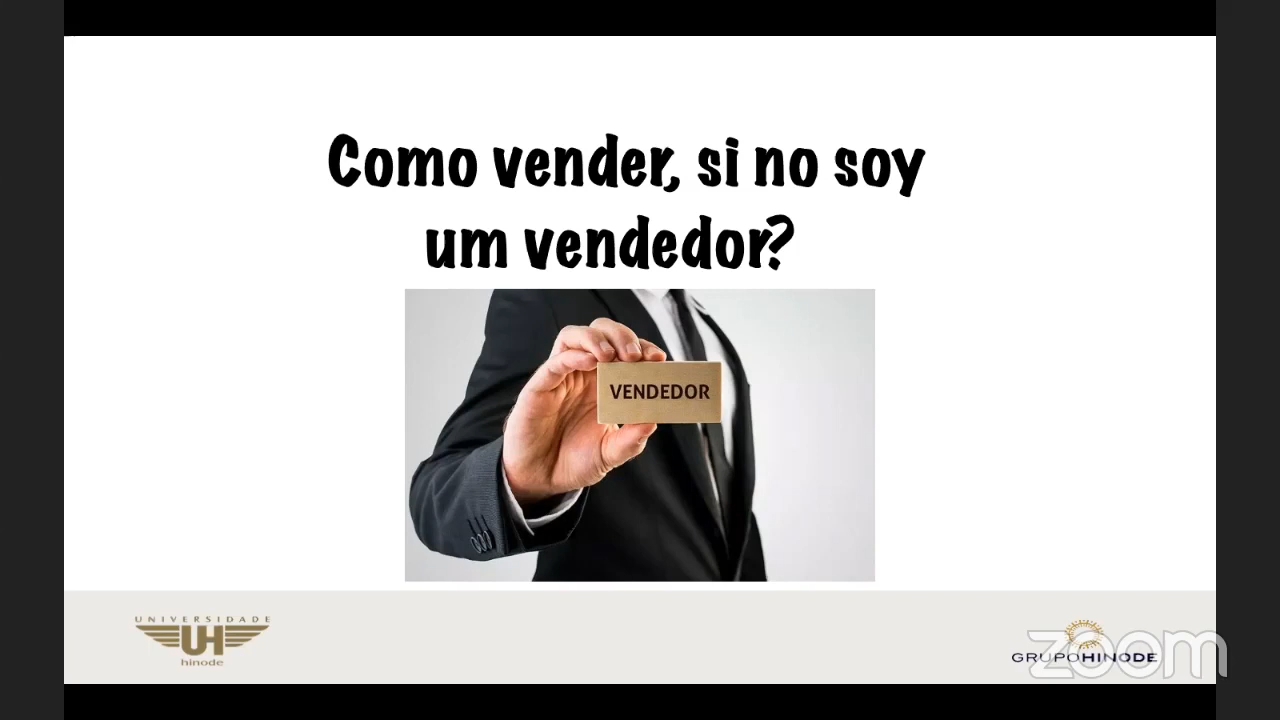 Como vender, si no soy
um vendedor?
VENDEDOR
UNIVERSIDADE
UH
hinode
GRUPOHINODE
zoom